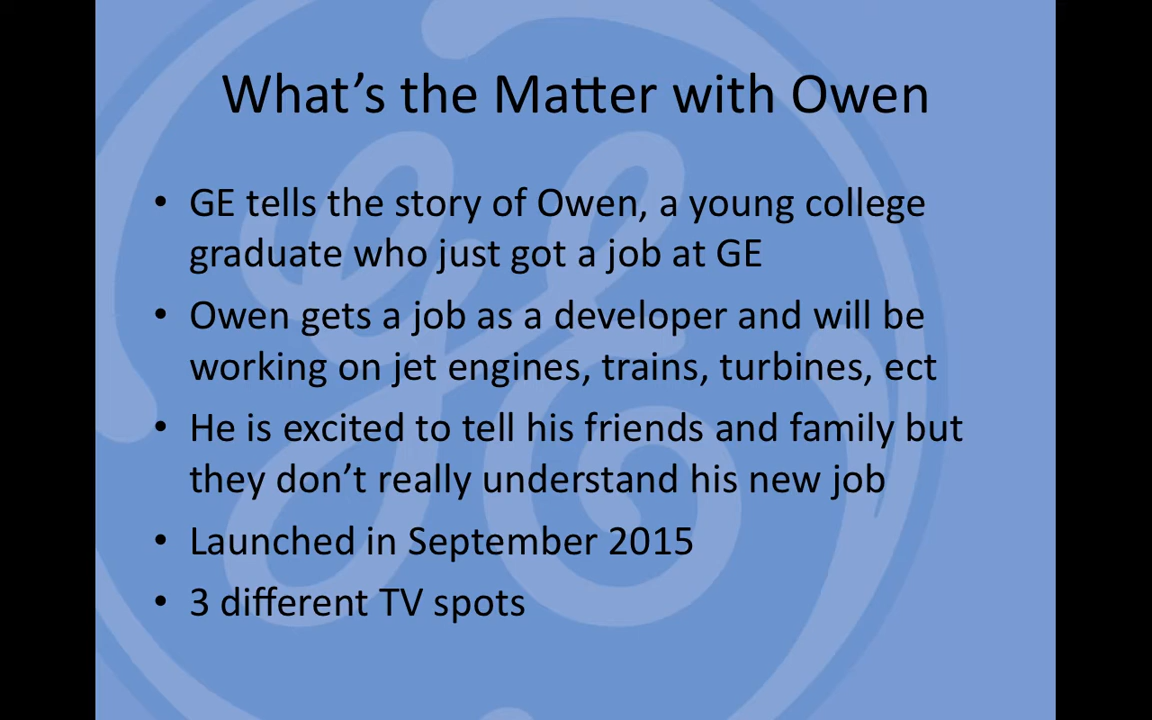 What’s the Matter with Owen
• GE tells the story of Owen, a young college
graduate who just got a job at GE
• Owen gets a job as a developer and will be
working on jet engines, trains, turbines, ect
• He is excited to tell his friends and family but
they don’t really understand his new job
• Launched in September 2015
• 3 different TV spots